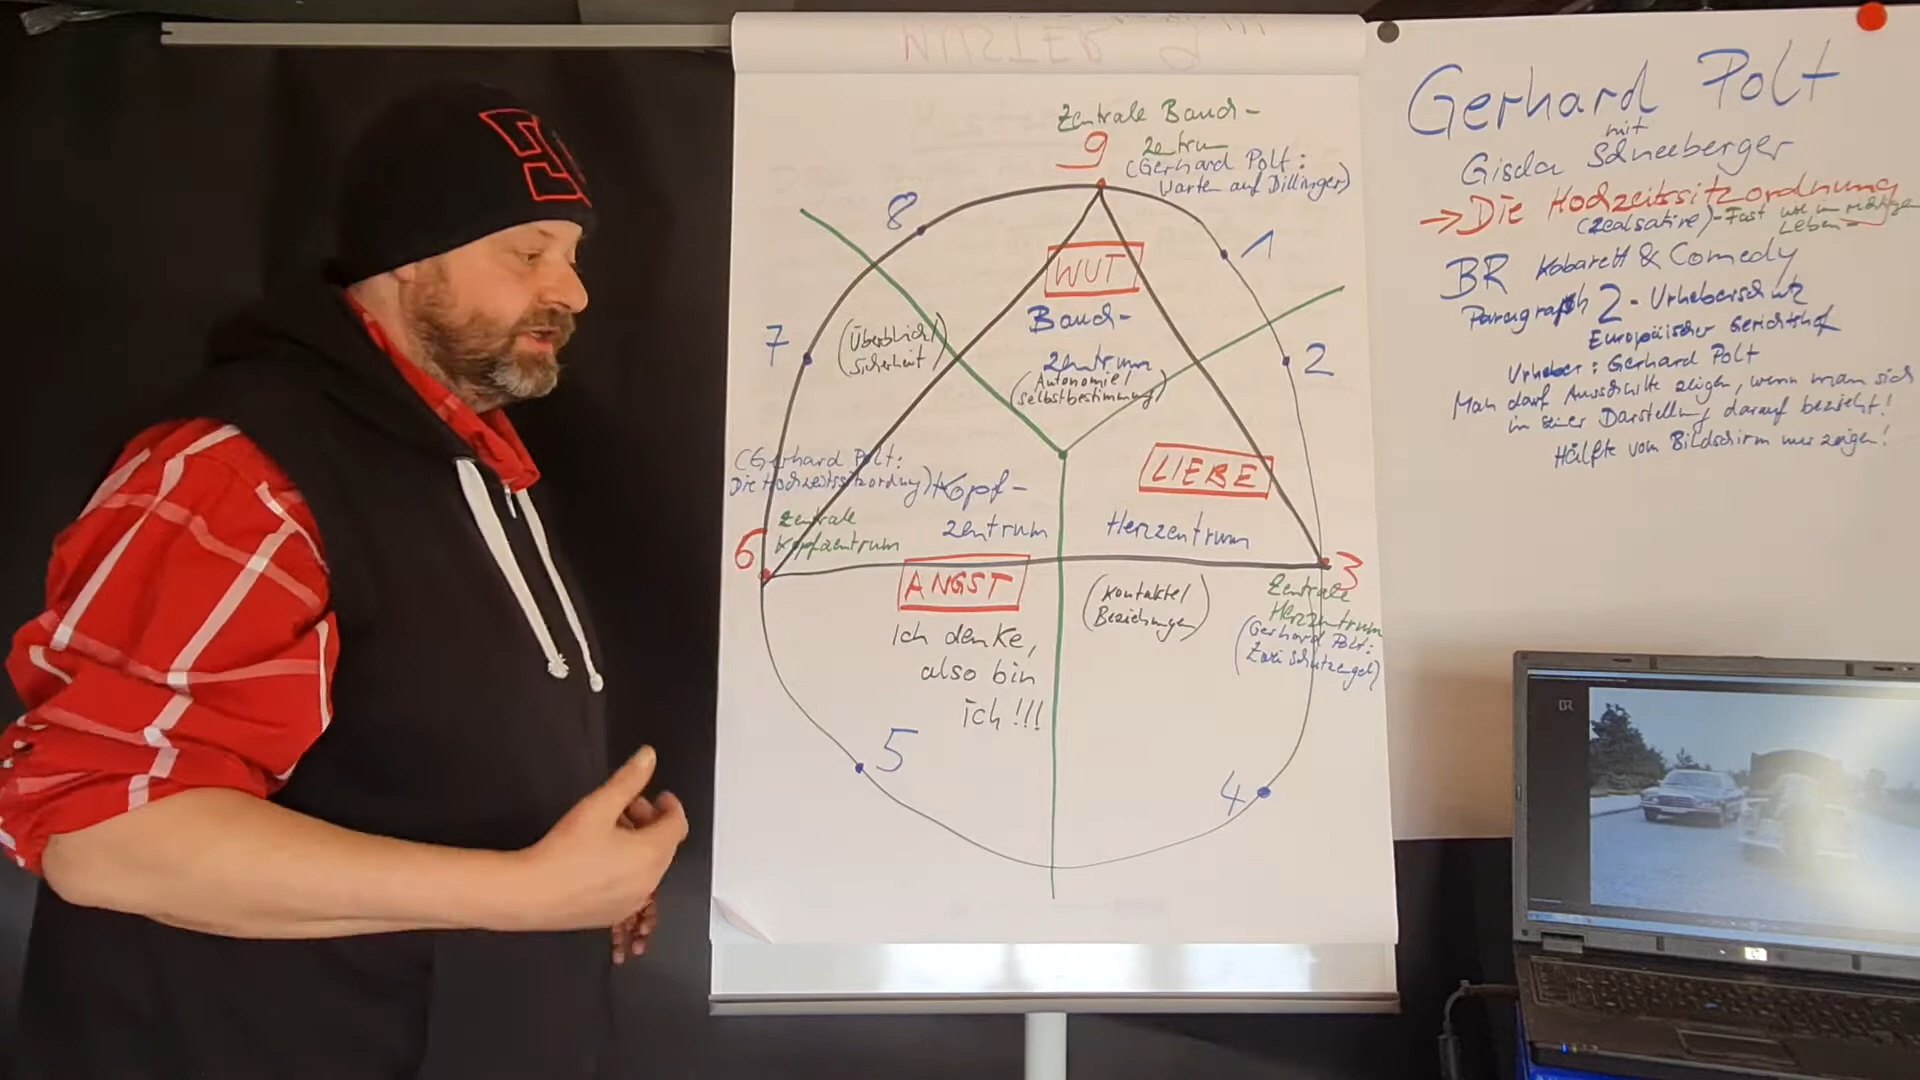 MUSTER 9
Zentrale Bauch-
zentrum
9
(Gerhard Polt:
Warten auf Dillinger)
8
1
WUT
Bauch-
zentrum
(Autonomie/
Selbstbestimmung)
7
(Überblick/
Sicherheit)
2
(Gerhard Polt:
Die Hochzeitssitzordnung)
Kopf-
zentrum
LIEBE
Herzzentrum
Zentrale
Kopfzentrum
6
3
ANGST
Ich denke,
also bin
ich!!!
(Kontakte/
Beziehungen)
Zentrale
Herzzentrum
(Gerhard Polt:
Zwei Schutzengel)
5
4
Gerhard Polt
mit
Gisela Schneeberger
→ Die Hochzeitssitzordnung
(Realsatire) - Fast wie im richtigen
Leben -
BR Kabarett & Comedy
Paragraph 2 - Urheberschutz
Europäischer Gerichtshof
Urheber: Gerhard Polt
Man darf Ausschnitte zeigen, wenn man sich
in seiner Darstellung darauf bezieht!
Hälfte vom Bildschirm nur zeigen!
BR